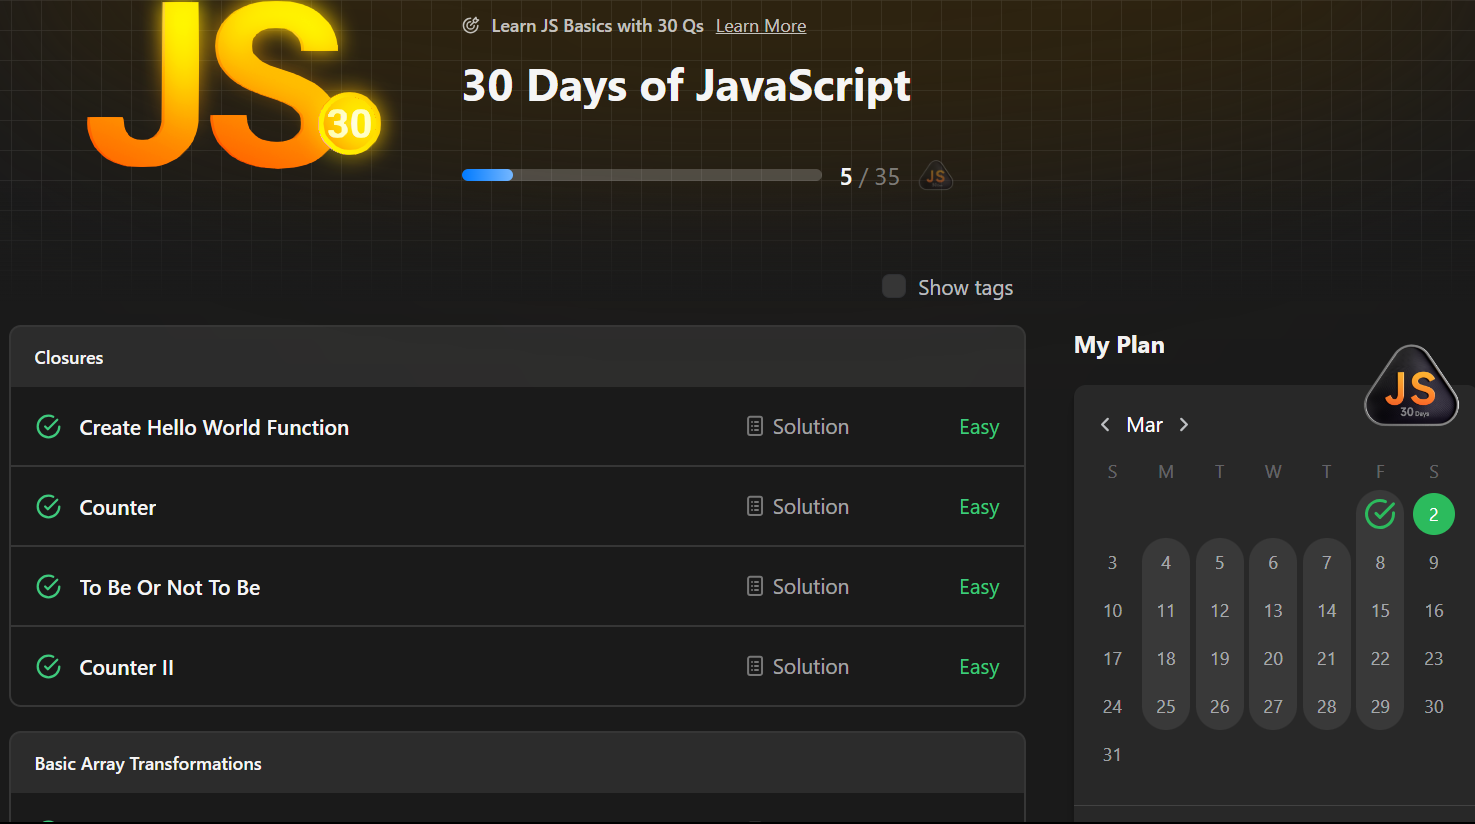 JS
30
Learn JS Basics with 30 Qs Learn More
30 Days of JavaScript
5 / 35
JS
Show tags
Closures
Create Hello World Function Solution Easy
Counter Solution Easy
To Be Or Not To Be Solution Easy
Counter II Solution Easy
Basic Array Transformations
My Plan
JS
30 Days
Mar
S M T W T F S
2
3 4 5 6 7 8 9
10 11 12 13 14 15 16
17 18 19 20 21 22 23
24 25 26 27 28 29 30
31